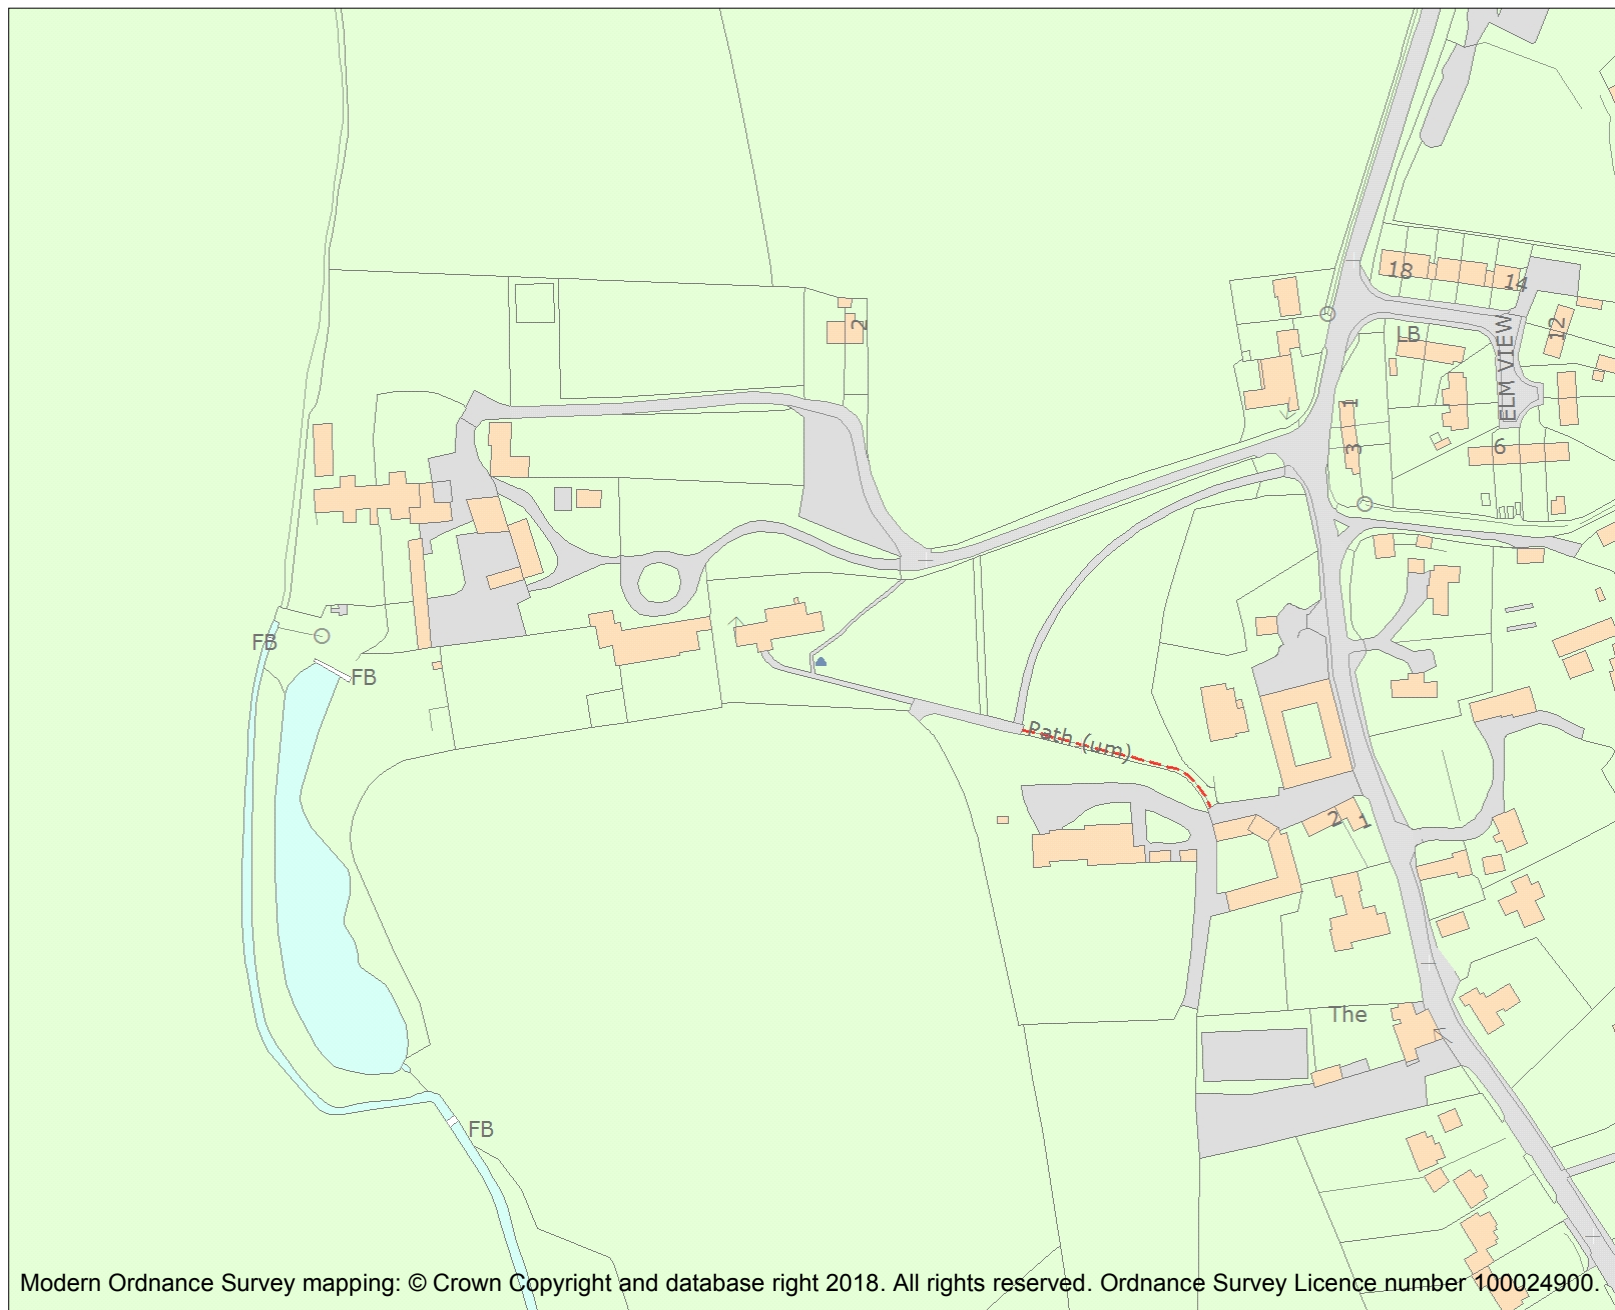 18
14
2
LB
12
ELM VIEW
1
3
6
FB
FB
Path (um)
2
1
The
FB
Modern Ordnance Survey mapping: © Crown Copyright and database right 2018. All rights reserved. Ordnance Survey Licence number 100024900.